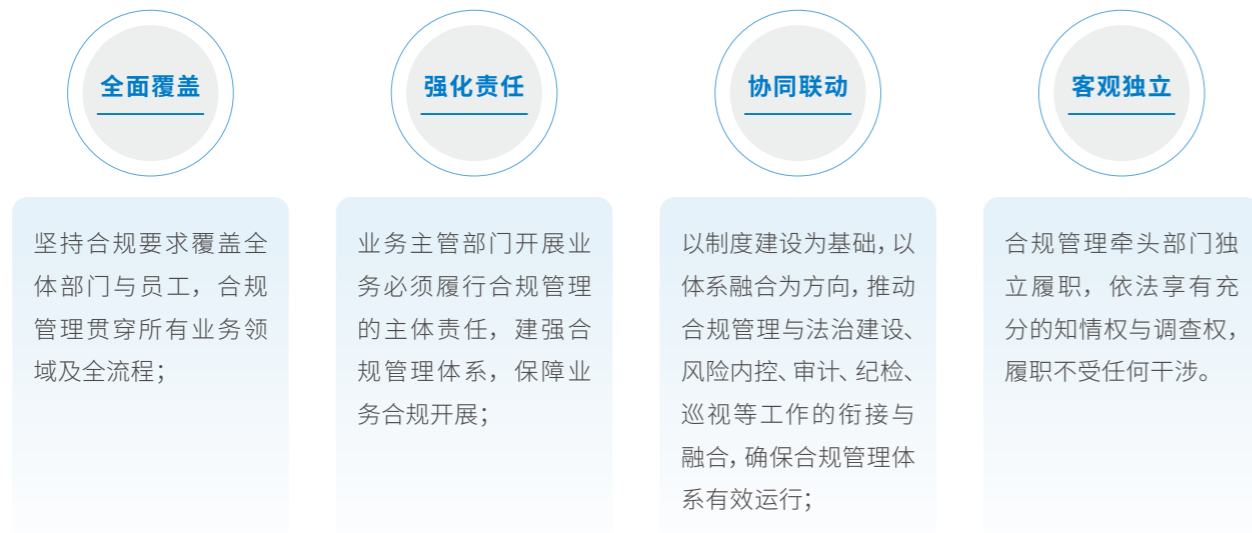 全面覆盖
坚持合规要求覆盖全
体部门与员工，合规
管理贯穿所有业务领
域及全流程；
强化责任
业务主管部门开展业
务必须履行合规管理
的主体责任，建强合
规管理体系，保障业
务合规开展；
协同联动
以制度建设为基础，以
体系融合为方向，推动
合规管理与法治建设、
风险内控、审计、纪检、
巡视等工作的衔接与
融合，确保合规管理体
系有效运行；
客观独立
合规管理牵头部门独
立履职，依法享有充
分的知情权与调查权，
履职不受任何干涉。